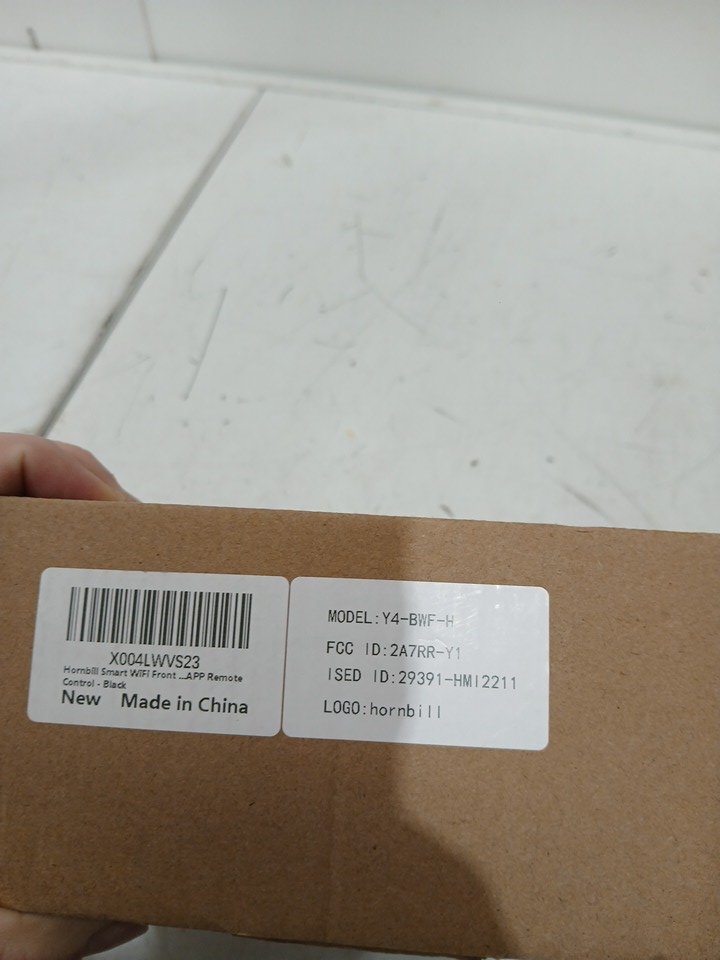 X004LWVS23
Hornbill Smart WiFi Front ...APP Remote
Control - Black
New Made in China
MODEL:Y4-BWF-H
FCC ID:2A7RR-Y1
ISED ID:29391-HMI2211
LOGO:hornbill